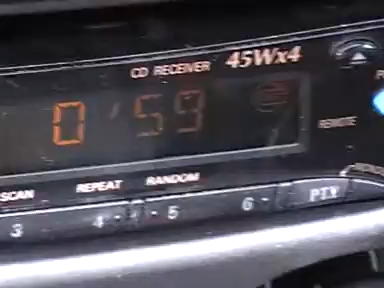 CD RECEIVER 45Wx4
0'59
REMOTE
SCAN REPEAT RANDOM
3 4 5 6 PTY